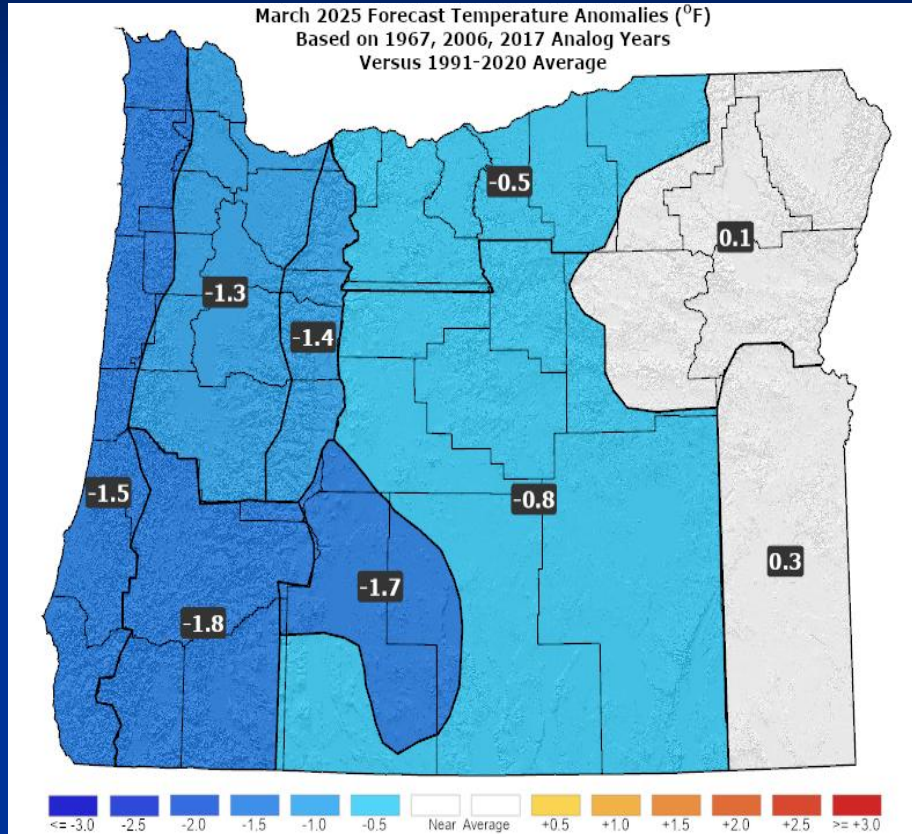 March 2025 Forecast Temperature Anomalies (⁰F)
Based on 1967, 2006, 2017 Analog Years
Versus 1991-2020 Average
-0.5
0.1
-1.3
-1.4
-1.5
-0.8
0.3
-1.7
-1.8
<= -3.0 -2.5 -2.0 -1.5 -1.0 -0.5 Near Average +0.5 +1.0 +1.5 +2.0 +2.5 >= +3.0